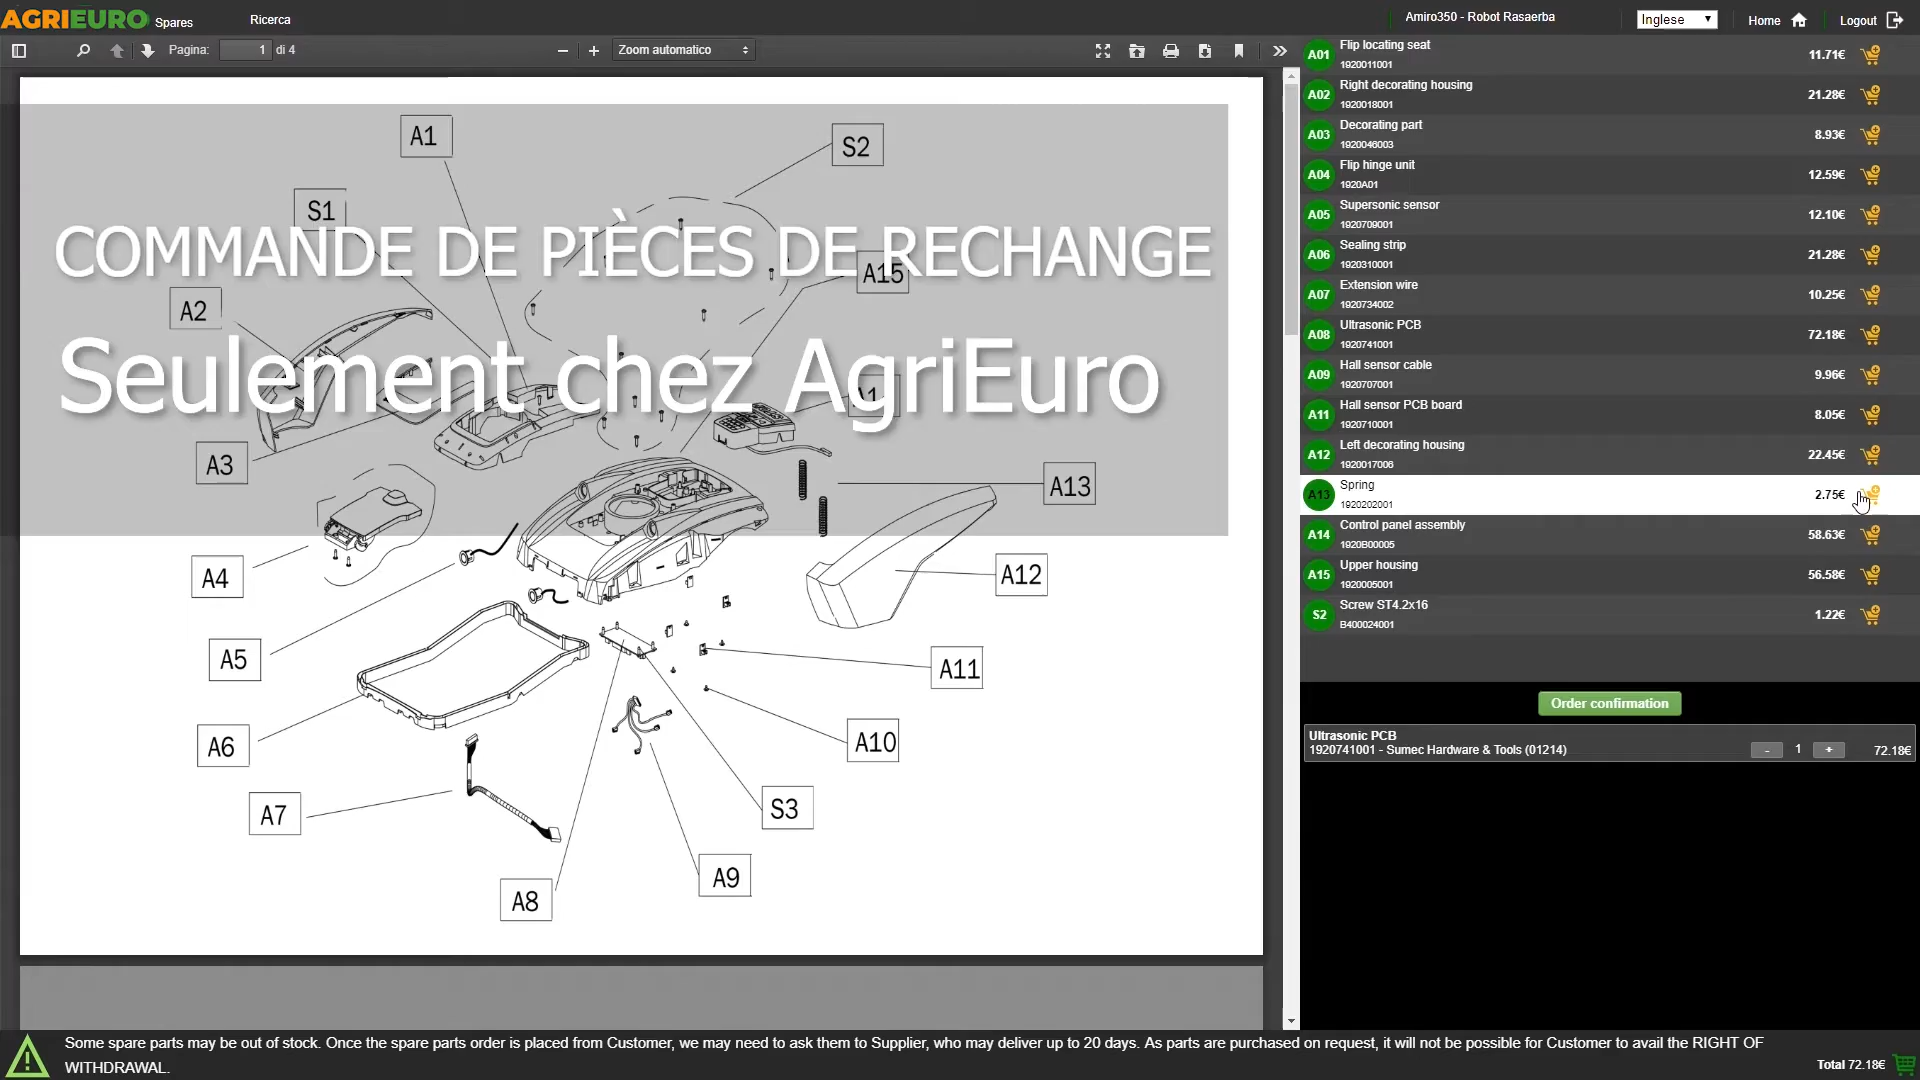 AGRIEURO Spares
Ricerca
Amiro350 - Robot Rasaerba
Inglese
Home
Logout
Pagina: 1 di 4
Zoom automatico
A1
S2
S1
COMMANDE DE PIÈCES DE RECHANGE
A15
A2
Seulement chez AgriEuro
A3
A13
A4
A12
A5
A11
A6
A10
A7
S3
A9
A8
A01 Flip locating seat 11.71€
1920011001
A02 Right decorating housing 21.28€
1920018001
A03 Decorating part 8.93€
1920046003
A04 Flip hinge unit 12.59€
1920A01
A05 Supersonic sensor 12.10€
1920709001
A06 Sealing strip 21.28€
1920310001
A07 Extension wire 10.25€
1920734002
A08 Ultrasonic PCB 72.18€
1920741001
A09 Hall sensor cable 9.96€
1920707001
A11 Hall sensor PCB board 8.05€
1920710001
A12 Left decorating housing 22.45€
1920017006
A13 Spring 2.75€
1920202001
A14 Control panel assembly 58.63€
1920B00005
A15 Upper housing 56.58€
1920005001
S2 Screw ST4.2x16 1.22€
B400024001
Order confirmation
Ultrasonic PCB
1920741001 - Sumec Hardware & Tools (01214) - 1 + 72.18€
Some spare parts may be out of stock. Once the spare parts order is placed from Customer, we may need to ask them to Supplier, who may deliver up to 20 days. As parts are purchased on request, it will not be possible for Customer to avail the RIGHT OF
WITHDRAWAL.
Total 72.18€